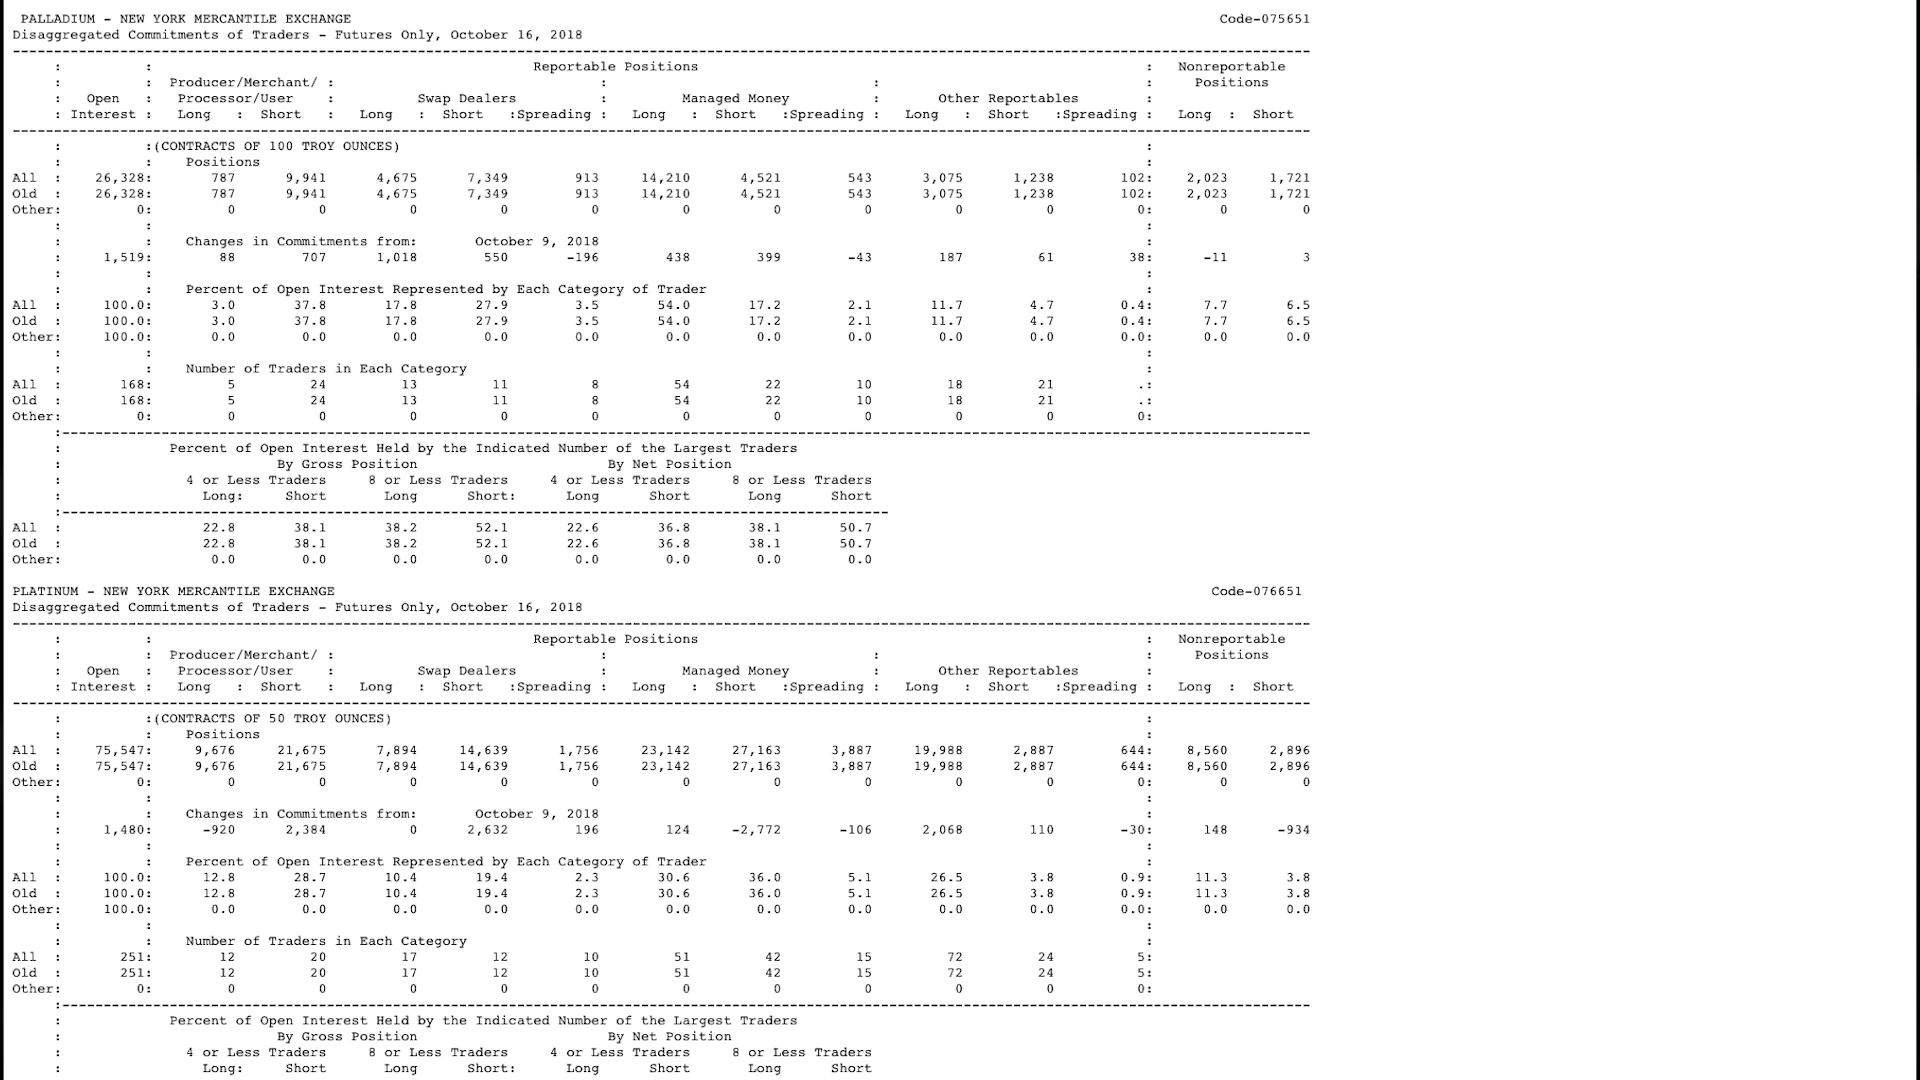 PALLADIUM - NEW YORK MERCANTILE EXCHANGE Code-075651
Disaggregated Commitments of Traders - Futures Only, October 16, 2018
: : Reportable Positions : Nonreportable
: : Producer/Merchant/ : : : : Positions
: Open : Processor/User : Swap Dealers : Managed Money : Other Reportables :
: Interest : Long : Short : Long : Short :Spreading : Long : Short :Spreading : Long : Short :Spreading : Long : Short
: :(CONTRACTS OF 100 TROY OUNCES) :
: : Positions :
All : 26,328: 787 9,941 4,675 7,349 913 14,210 4,521 543 3,075 1,238 102: 2,023 1,721
Old : 26,328: 787 9,941 4,675 7,349 913 14,210 4,521 543 3,075 1,238 102: 2,023 1,721
Other: 0: 0 0 0 0 0 0 0 0 0 0 0: 0 0
: : :
: : Changes in Commitments from: October 9, 2018 :
: 1,519: 88 707 1,018 550 -196 438 399 -43 187 61 38: -11 3
: : :
: : Percent of Open Interest Represented by Each Category of Trader :
All : 100.0: 3.0 37.8 17.8 27.9 3.5 54.0 17.2 2.1 11.7 4.7 0.4: 7.7 6.5
Old : 100.0: 3.0 37.8 17.8 27.9 3.5 54.0 17.2 2.1 11.7 4.7 0.4: 7.7 6.5
Other: 100.0: 0.0 0.0 0.0 0.0 0.0 0.0 0.0 0.0 0.0 0.0 0.0: 0.0 0.0
: : :
: : Number of Traders in Each Category :
All : 168: 5 24 13 11 8 54 22 10 18 21 .:
Old : 168: 5 24 13 11 8 54 22 10 18 21 .:
Other: 0: 0 0 0 0 0 0 0 0 0 0 0:
: Percent of Open Interest Held by the Indicated Number of the Largest Traders
: By Gross Position By Net Position
: 4 or Less Traders 8 or Less Traders 4 or Less Traders 8 or Less Traders
: Long: Short Long Short: Long Short Long Short
All : 22.8 38.1 38.2 52.1 22.6 36.8 38.1 50.7
Old : 22.8 38.1 38.2 52.1 22.6 36.8 38.1 50.7
Other: 0.0 0.0 0.0 0.0 0.0 0.0 0.0 0.0
PLATINUM - NEW YORK MERCANTILE EXCHANGE Code-076651
Disaggregated Commitments of Traders - Futures Only, October 16, 2018
: : Reportable Positions : Nonreportable
: : Producer/Merchant/ : : : : Positions
: Open : Processor/User : Swap Dealers : Managed Money : Other Reportables :
: Interest : Long : Short : Long : Short :Spreading : Long : Short :Spreading : Long : Short :Spreading : Long : Short
: :(CONTRACTS OF 50 TROY OUNCES) :
: : Positions :
All : 75,547: 9,676 21,675 7,894 14,639 1,756 23,142 27,163 3,887 19,988 2,887 644: 8,560 2,896
Old : 75,547: 9,676 21,675 7,894 14,639 1,756 23,142 27,163 3,887 19,988 2,887 644: 8,560 2,896
Other: 0: 0 0 0 0 0 0 0 0 0 0 0: 0 0
: : :
: : Changes in Commitments from: October 9, 2018 :
: 1,480: -920 2,384 0 2,632 196 124 -2,772 -106 2,068 110 -30: 148 -934
: : :
: : Percent of Open Interest Represented by Each Category of Trader :
All : 100.0: 12.8 28.7 10.4 19.4 2.3 30.6 36.0 5.1 26.5 3.8 0.9: 11.3 3.8
Old : 100.0: 12.8 28.7 10.4 19.4 2.3 30.6 36.0 5.1 26.5 3.8 0.9: 11.3 3.8
Other: 100.0: 0.0 0.0 0.0 0.0 0.0 0.0 0.0 0.0 0.0 0.0 0.0: 0.0 0.0
: : :
: : Number of Traders in Each Category :
All : 251: 12 20 17 12 10 51 42 15 72 24 5:
Old : 251: 12 20 17 12 10 51 42 15 72 24 5:
Other: 0: 0 0 0 0 0 0 0 0 0 0 0:
: Percent of Open Interest Held by the Indicated Number of the Largest Traders
: By Gross Position By Net Position
: 4 or Less Traders 8 or Less Traders 4 or Less Traders 8 or Less Traders
: Long: Short Long Short: Long Short Long Short